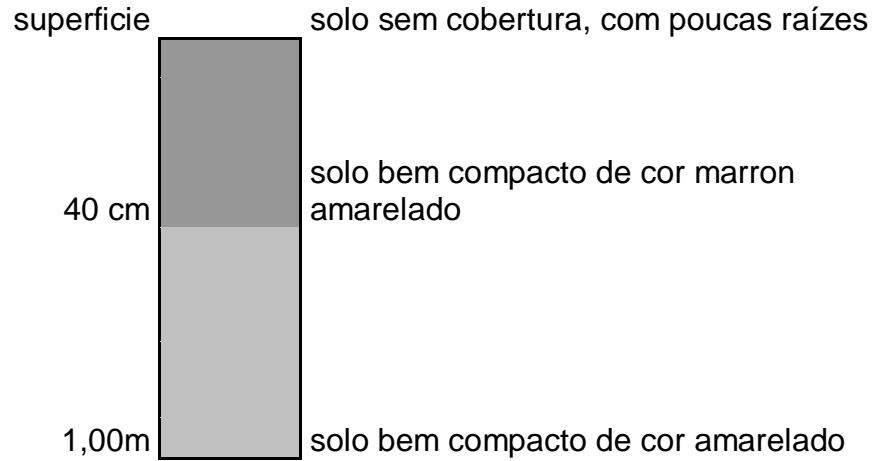 superficie solo sem cobertura, com poucas raízes
solo bem compacto de cor marron
40 cm amarelado
1,00m solo bem compacto de cor amarelado